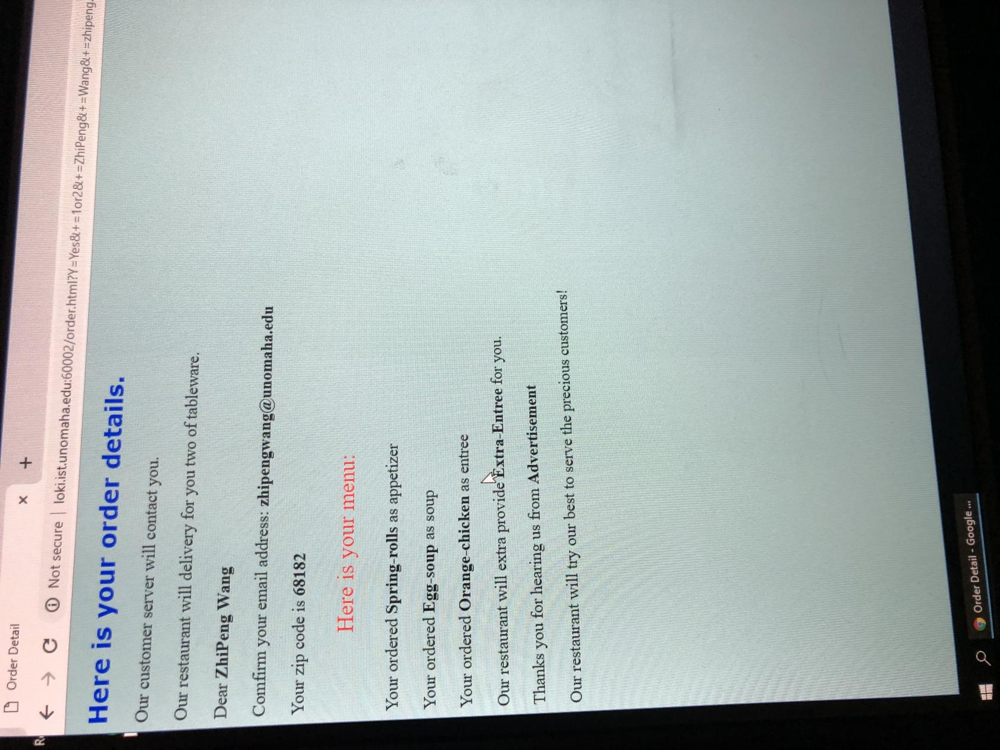 Order Detail
Not secure | loki.ist.unomaha.edu:60002/order.html?Y=Yes&+=1or2&+=ZhiPeng&+=Wang&+=zhipeng
Here is your order details.
Our customer server will contact you.
Our restaurant will delivery for you two of tableware.
Dear ZhiPeng Wang
Comfirm your email address: zhipengwang@unomaha.edu
Your zip code is 68182
Here is your menu:
Your ordered Spring-rolls as appetizer
Your ordered Egg-soup as soup
Your ordered Orange-chicken as entree
Our restaurant will extra provide Extra-Entree for you.
Thanks you for hearing us from Advertisement
Our restaurant will try our best to serve the precious customers!
Order Detail - Google ...